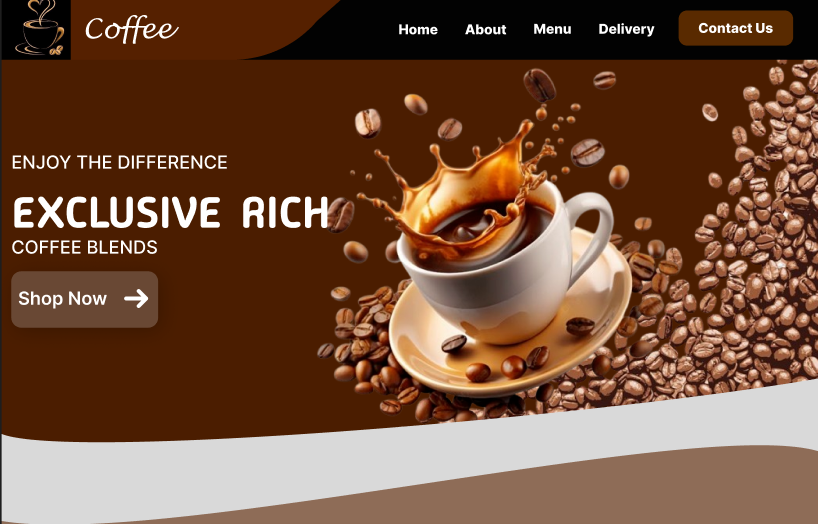 Coffee
Home About Menu Delivery Contact Us
ENJOY THE DIFFERENCE
EXCLUSIVE RICH
COFFEE BLENDS
Shop Now